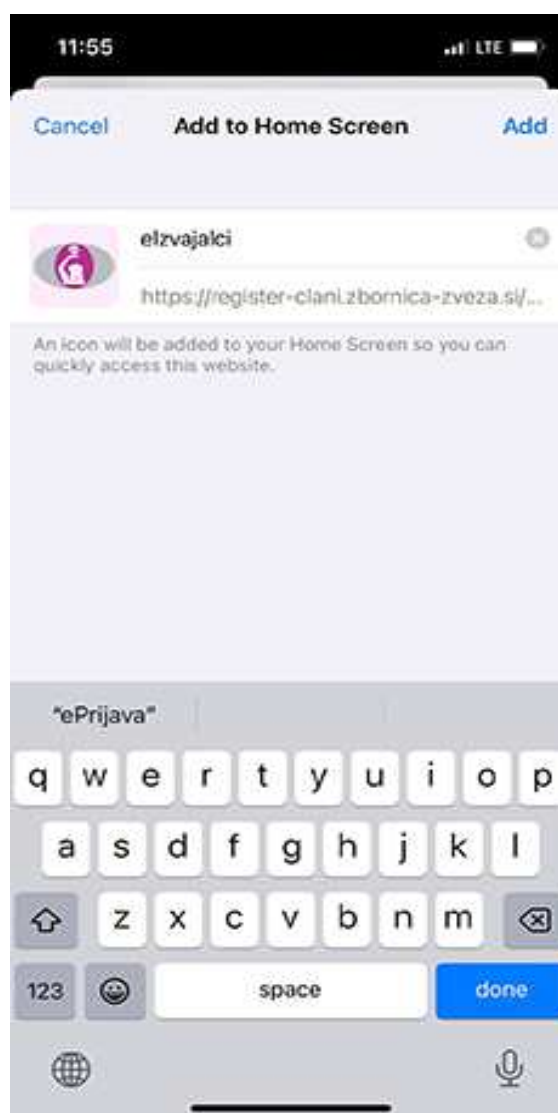 11:55 LTE
Cancel Add to Home Screen Add
eIzvajalci
https://register-clani.zbornica-zveza.si/...
An icon will be added to your Home Screen so you can
quickly access this website.
"ePrijava"
q w e r t y u i o p
a s d f g h j k l
z x c v b n m
123 space done